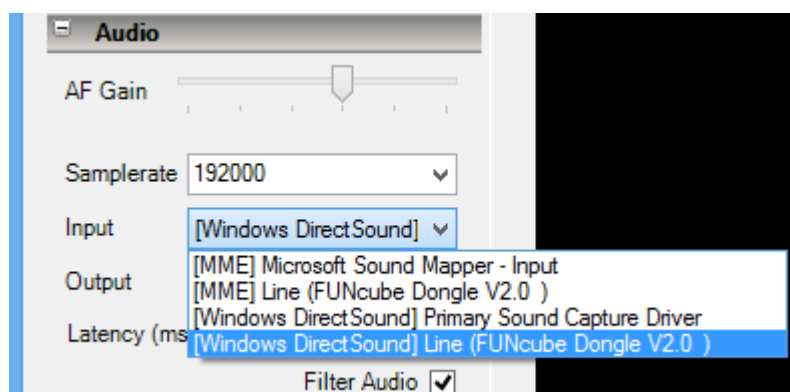 Audio
AF Gain
Samplerate 192000
Input [Windows DirectSound]
Output
[MME] Microsoft Sound Mapper - Input
[MME] Line (FUNcube Dongle V2.0  )
[Windows DirectSound] Primary Sound Capture Driver
Latency (ms
[Windows DirectSound] Line (FUNcube Dongle V2.0  )
Filter Audio